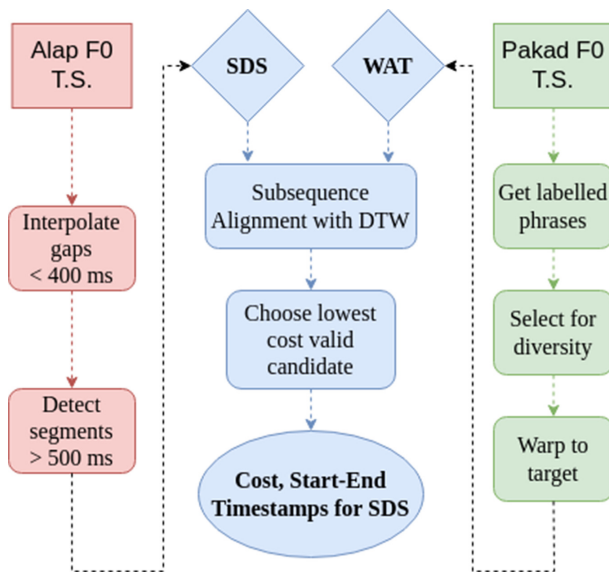 Alap F0
T.S.
Interpolate
gaps
< 400 ms
Detect
segments
> 500 ms
SDS
WAT
Subsequence
Alignment with DTW
Choose lowest
cost valid
candidate
Cost, Start-End
Timestamps for SDS
Pakad F0
T.S.
Get labelled
phrases
Select for
diversity
Warp to
target